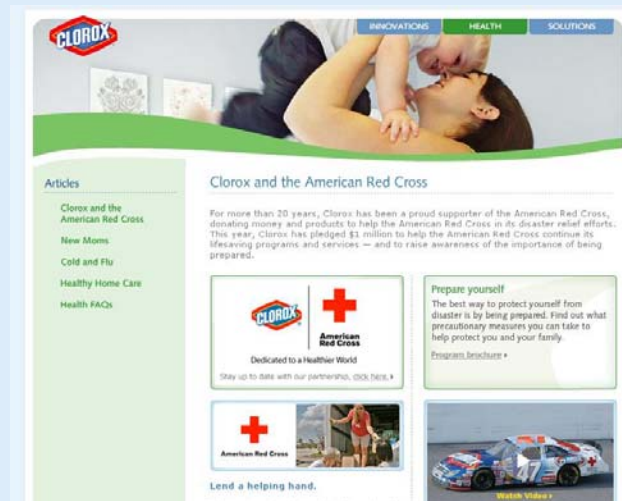 CLOROX
INNOVATIONS
HEALTH
SOLUTIONS
Articles
Clorox and the
American Red Cross
New Moms
Cold and Flu
Healthy Home Care
Health FAQs
Clorox and the American Red Cross
For more than 20 years, Clorox has been a proud supporter of the American Red Cross,
donating money and products to help the American Red Cross in its disaster relief efforts.
This year, Clorox has pledged $1 million to help the American Red Cross continue its
lifesaving programs and services — and to raise awareness of the importance of being
prepared.
CLOROX
American
Red Cross
Dedicated to a Healthier World
Stay up to date with our partnership, click here.
Prepare yourself
The best way to protect yourself from
disaster is by being prepared. Find out what
precautionary measures you can take to
help protect you and your family.
Program brochure
American Red Cross
Lend a helping hand.
47
Watch Video